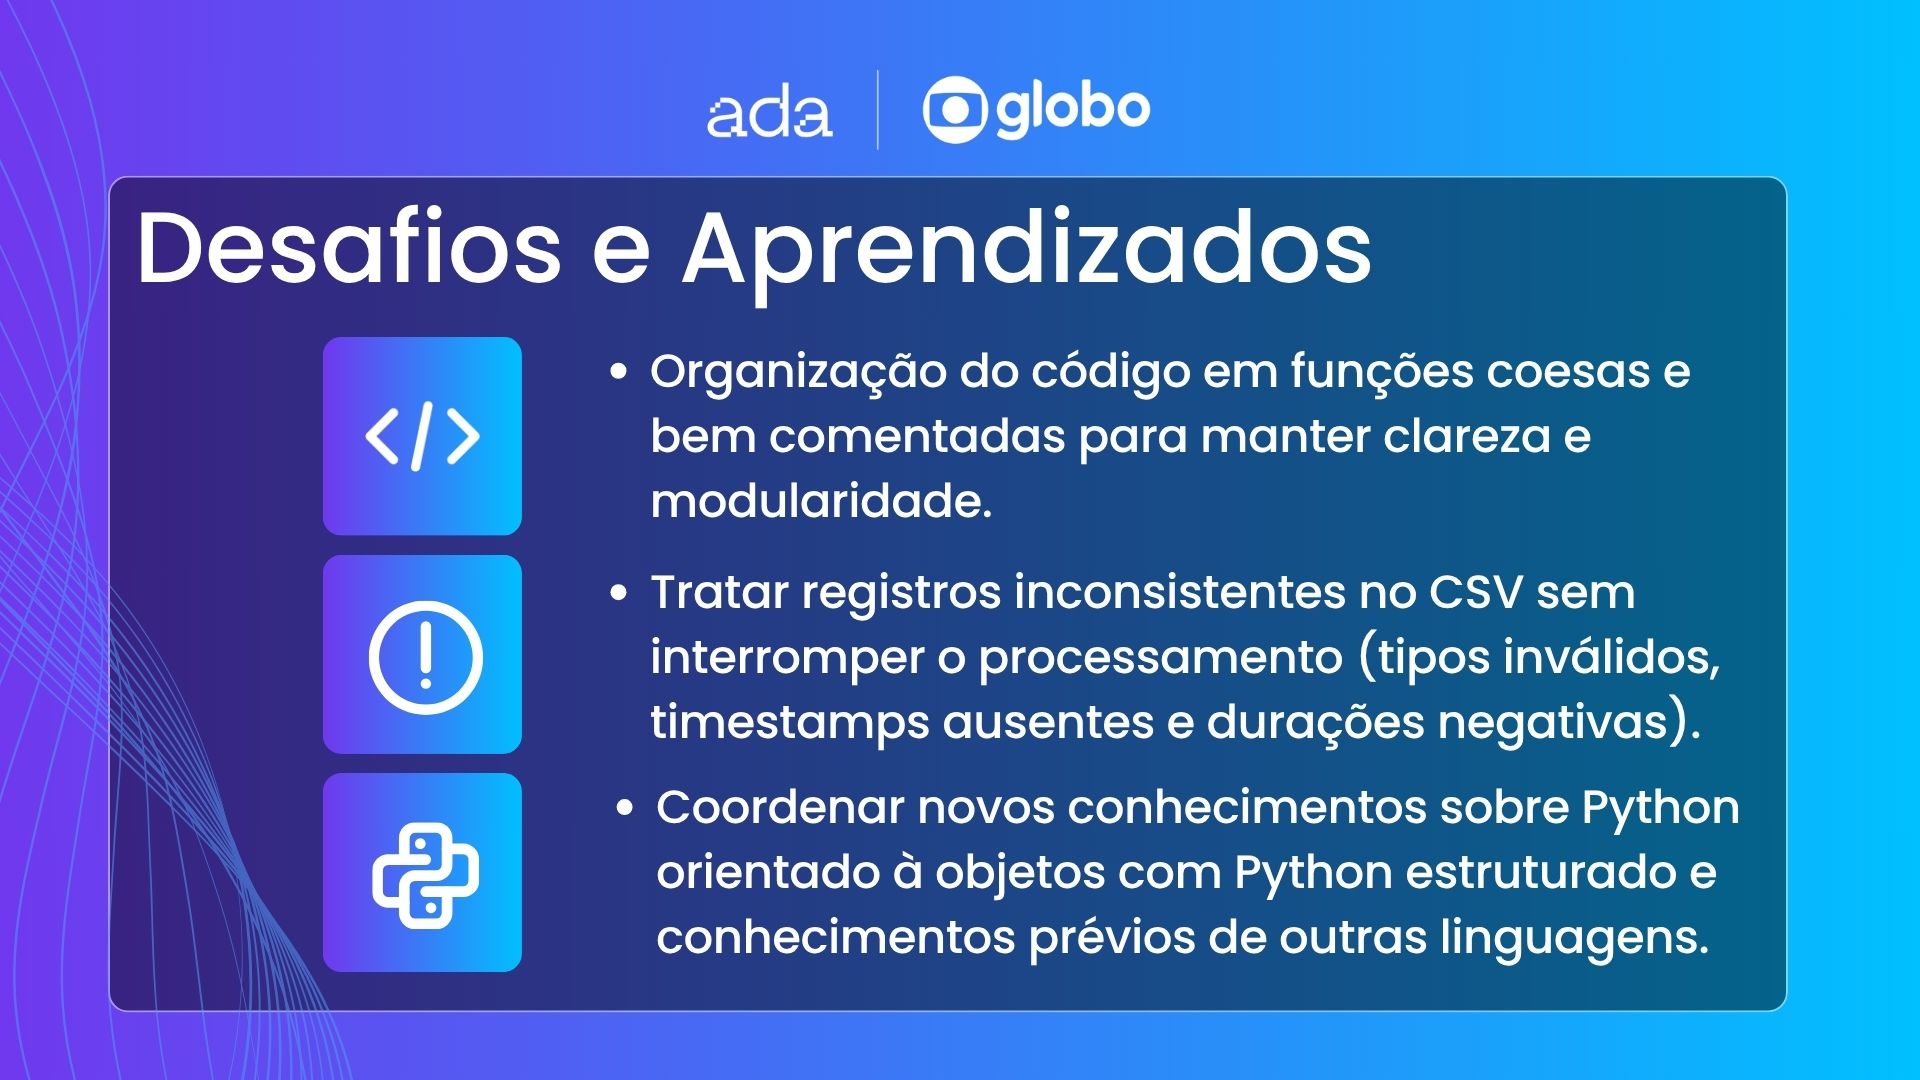 ada
globo
Desafios e Aprendizados
• Organização do código em funções coesas e
bem comentadas para manter clareza e
modularidade.
• Tratar registros inconsistentes no CSV sem
interromper o processamento (tipos inválidos,
timestamps ausentes e durações negativas).
• Coordenar novos conhecimentos sobre Python
orientado à objetos com Python estruturado e
conhecimentos prévios de outras linguagens.